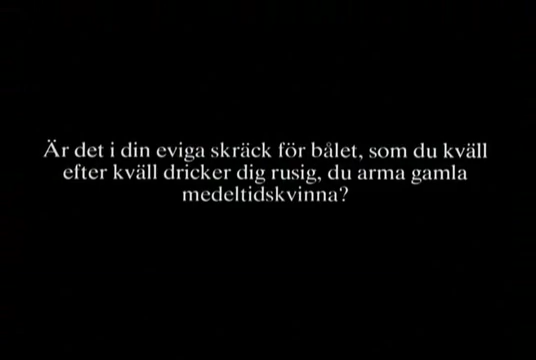 Är det i din eviga skräck för bålet, som du kväll
efter kväll dricker dig rusig, du arma gamla
medeltidskvinna?